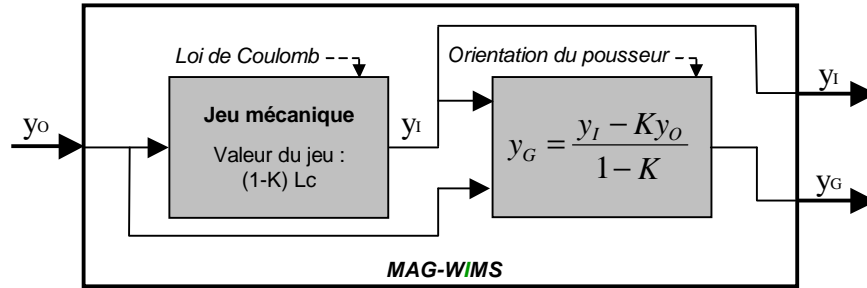 Loi de Coulomb
Orientation du pousseur
yO
Jeu mécanique
Valeur du jeu :
(1-K) Lc
yI
yG = (yI − KyO) / (1 − K)
yI
yG
MAG-WIMS